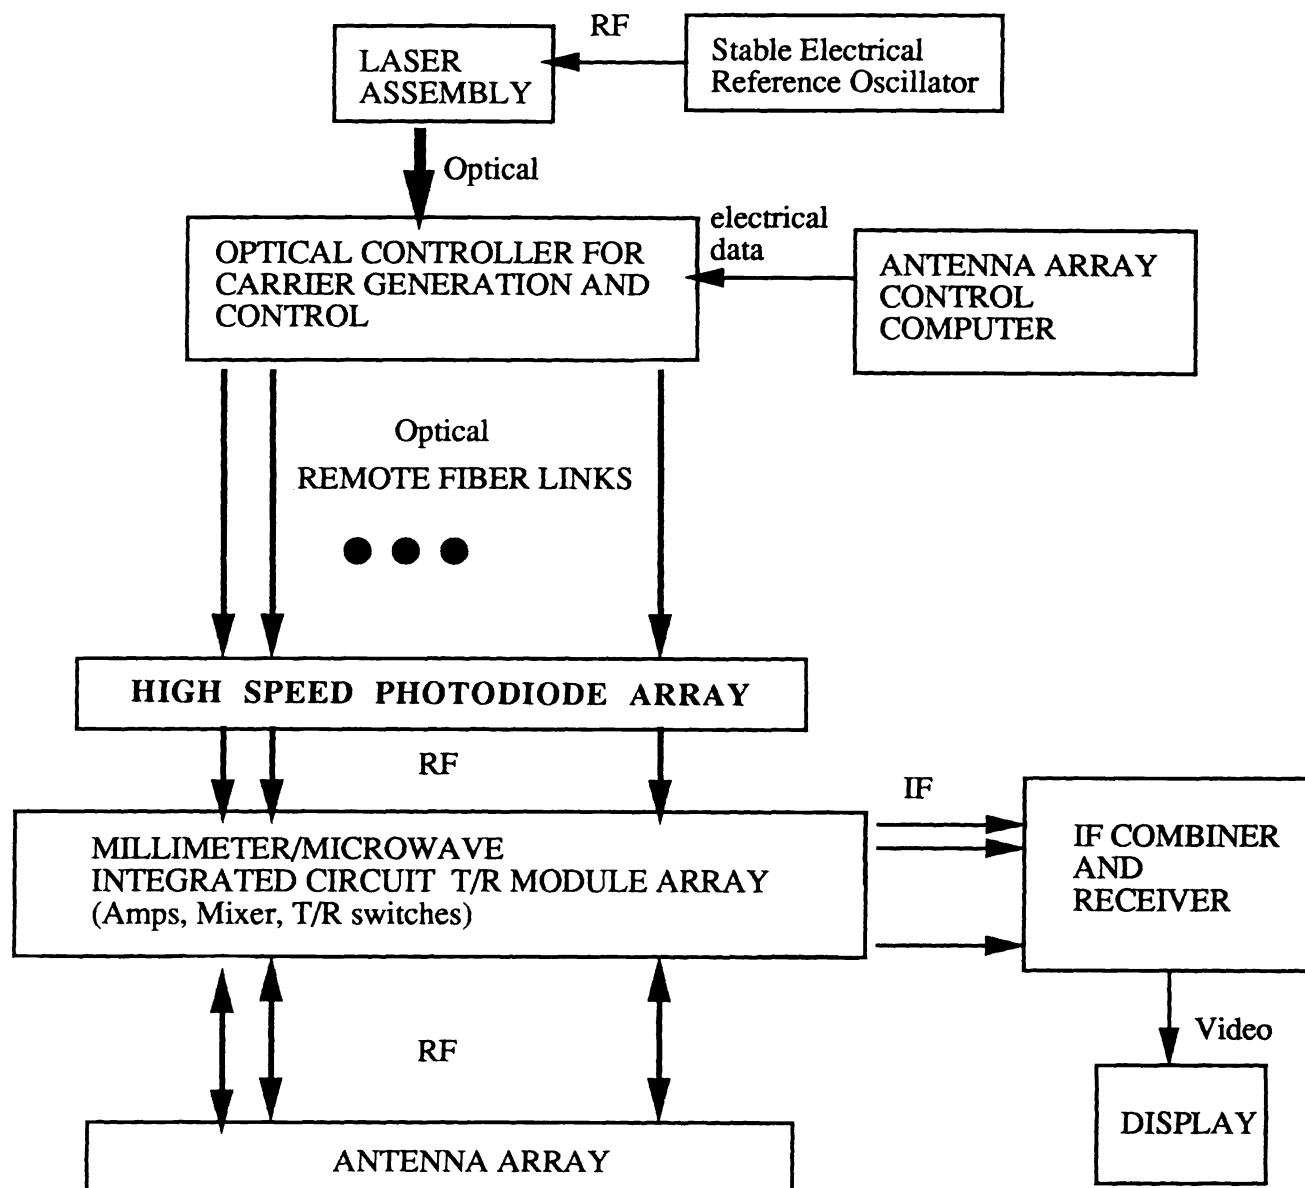 RF
Stable Electrical
Reference Oscillator
LASER
ASSEMBLY
Optical
OPTICAL CONTROLLER FOR
CARRIER GENERATION AND
CONTROL
electrical
data
ANTENNA ARRAY
CONTROL
COMPUTER
Optical
REMOTE FIBER LINKS
HIGH SPEED PHOTODIODE ARRAY
RF
MILLIMETER/MICROWAVE
INTEGRATED CIRCUIT T/R MODULE ARRAY
(Amps, Mixer, T/R switches)
IF
IF COMBINER
AND
RECEIVER
RF
Video
DISPLAY
ANTENNA ARRAY